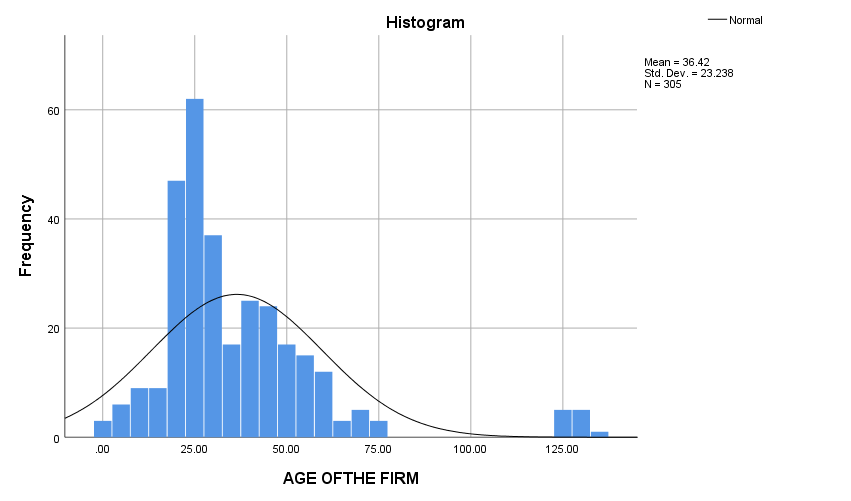 Histogram
Normal
Mean = 36.42
Std. Dev. = 23.238
N = 305
60
40
20
0
Frequency
.00
25.00
50.00
75.00
100.00
125.00
AGE OFTHE FIRM